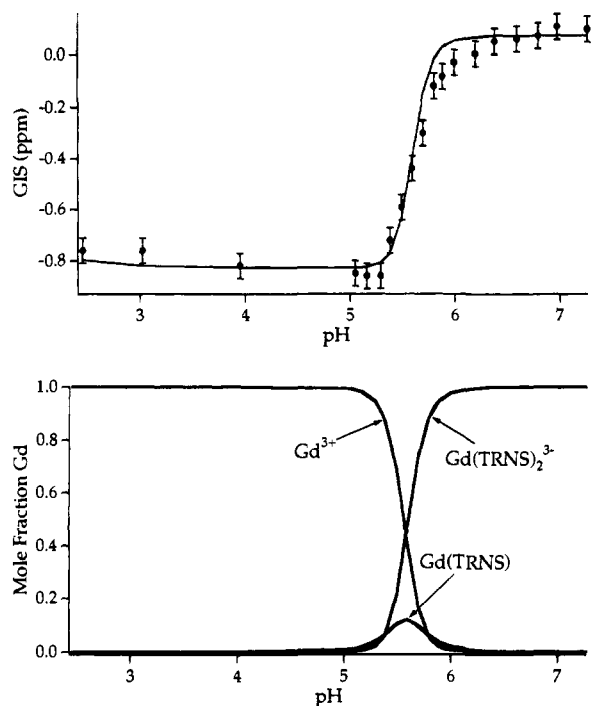 0.0
-0.2
-0.4
-0.6
-0.8
GIS (ppm)
3 4 5 6 7
pH
1.0
0.8
0.6
0.4
0.2
0.0
Mole Fraction Gd
Gd³⁺
Gd(TRNS)₂³⁻
Gd(TRNS)
3 4 5 6 7
pH